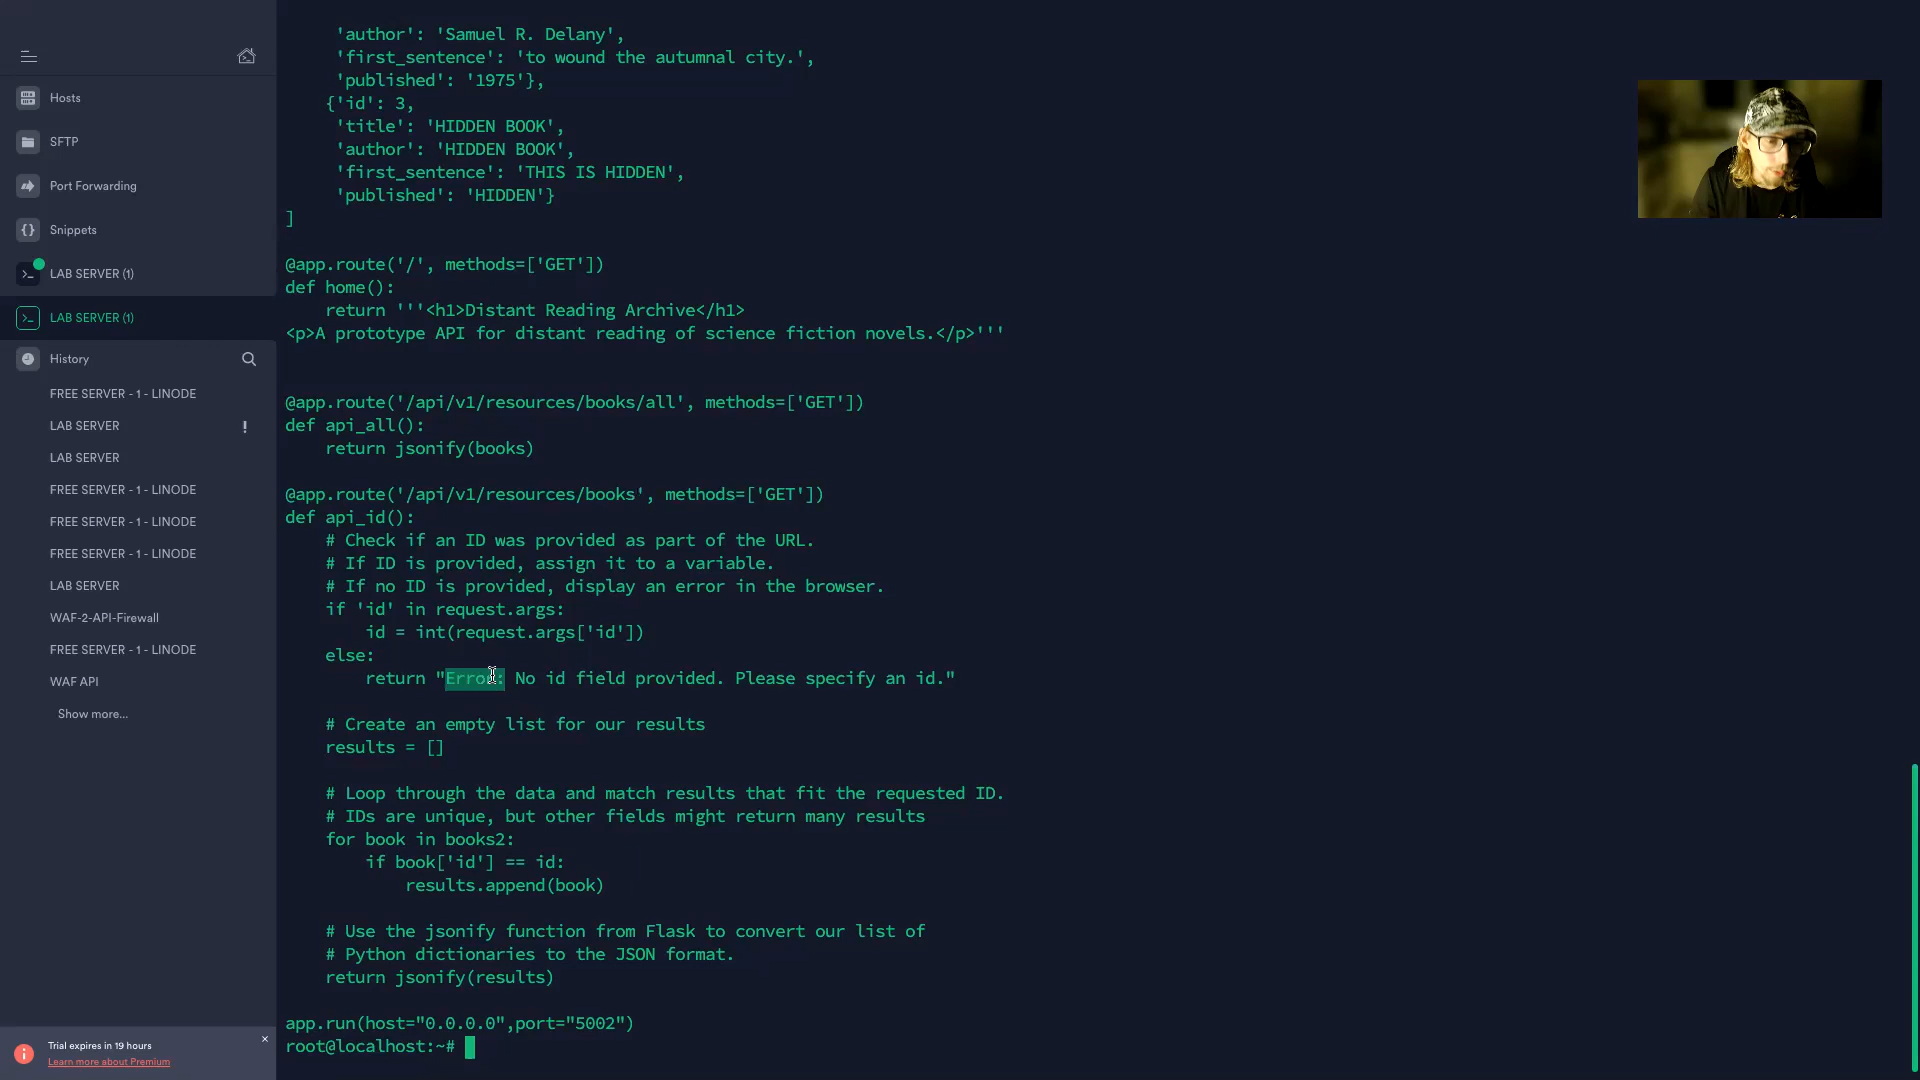 Hosts
SFTP
Port Forwarding
Snippets
LAB SERVER (1)
LAB SERVER (1)
History
FREE SERVER - 1 - LINODE
LAB SERVER !
LAB SERVER
FREE SERVER - 1 - LINODE
FREE SERVER - 1 - LINODE
FREE SERVER - 1 - LINODE
LAB SERVER
WAF-2-API-Firewall
FREE SERVER - 1 - LINODE
WAF API
Show more...
Trial expires in 19 hours
Learn more about Premium
     'author': 'Samuel R. Delany',
     'first_sentence': 'to wound the autumnal city.',
     'published': '1975'},
    {'id': 3,
     'title': 'HIDDEN BOOK',
     'author': 'HIDDEN BOOK',
     'first_sentence': 'THIS IS HIDDEN',
     'published': 'HIDDEN'}
]
@app.route('/', methods=['GET'])
def home():
    return '''<h1>Distant Reading Archive</h1>
<p>A prototype API for distant reading of science fiction novels.</p>'''
@app.route('/api/v1/resources/books/all', methods=['GET'])
def api_all():
    return jsonify(books)
@app.route('/api/v1/resources/books', methods=['GET'])
def api_id():
    # Check if an ID was provided as part of the URL.
    # If ID is provided, assign it to a variable.
    # If no ID is provided, display an error in the browser.
    if 'id' in request.args:
        id = int(request.args['id'])
    else:
        return "Error: No id field provided. Please specify an id."
    # Create an empty list for our results
    results = []
    # Loop through the data and match results that fit the requested ID.
    # IDs are unique, but other fields might return many results
    for book in books2:
        if book['id'] == id:
            results.append(book)
    # Use the jsonify function from Flask to convert our list of
    # Python dictionaries to the JSON format.
    return jsonify(results)
app.run(host="0.0.0.0",port="5002")
root@localhost:~#